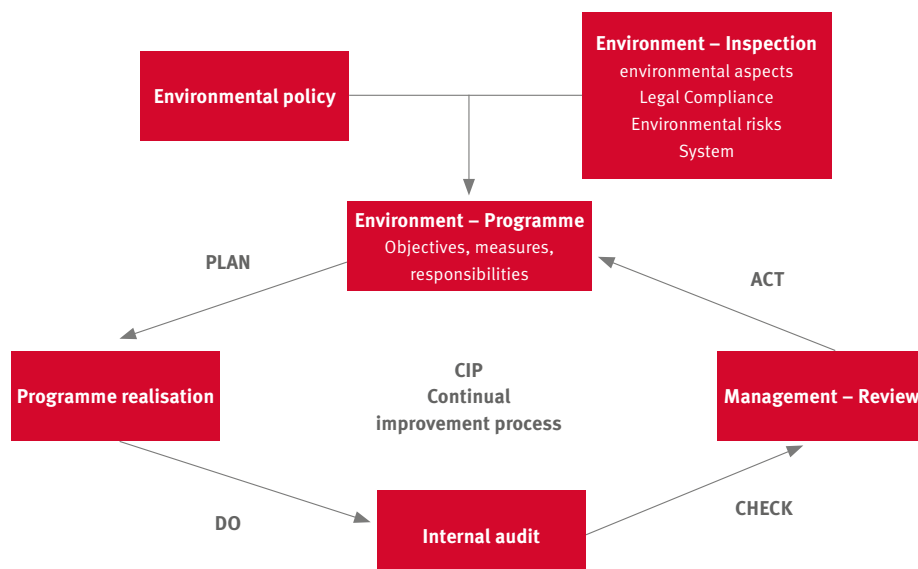 Environmental policy
Environment – Inspection
environmental aspects
Legal Compliance
Environmental risks
System
Environment – Programme
Objectives, measures,
responsibilities
PLAN
ACT
Programme realisation
CIP
Continual
improvement process
Management – Review
DO
Internal audit
CHECK